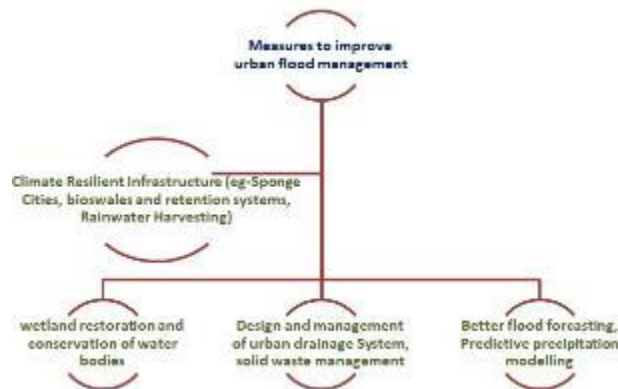 Measures to improve
urban flood management
Climate Resilient Infrastructure (eg-Sponge
Cities, bioswales and retention systems,
Rainwater Harvesting)
wetland restoration and
conservation of water
bodies
Design and management
of urban drainage System,
solid waste management
Better flood forcasting,
Predictive precipitation
modelling